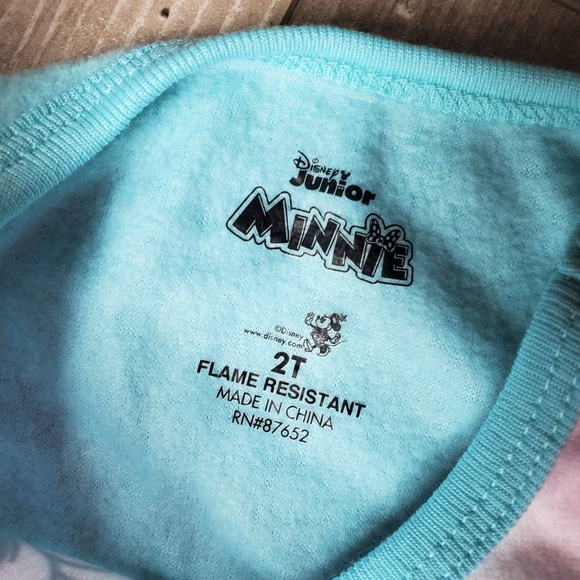 Disney
Junior
MINNIE
©Disney
www.disney.com
2T
FLAME RESISTANT
MADE IN CHINA
RN#87652